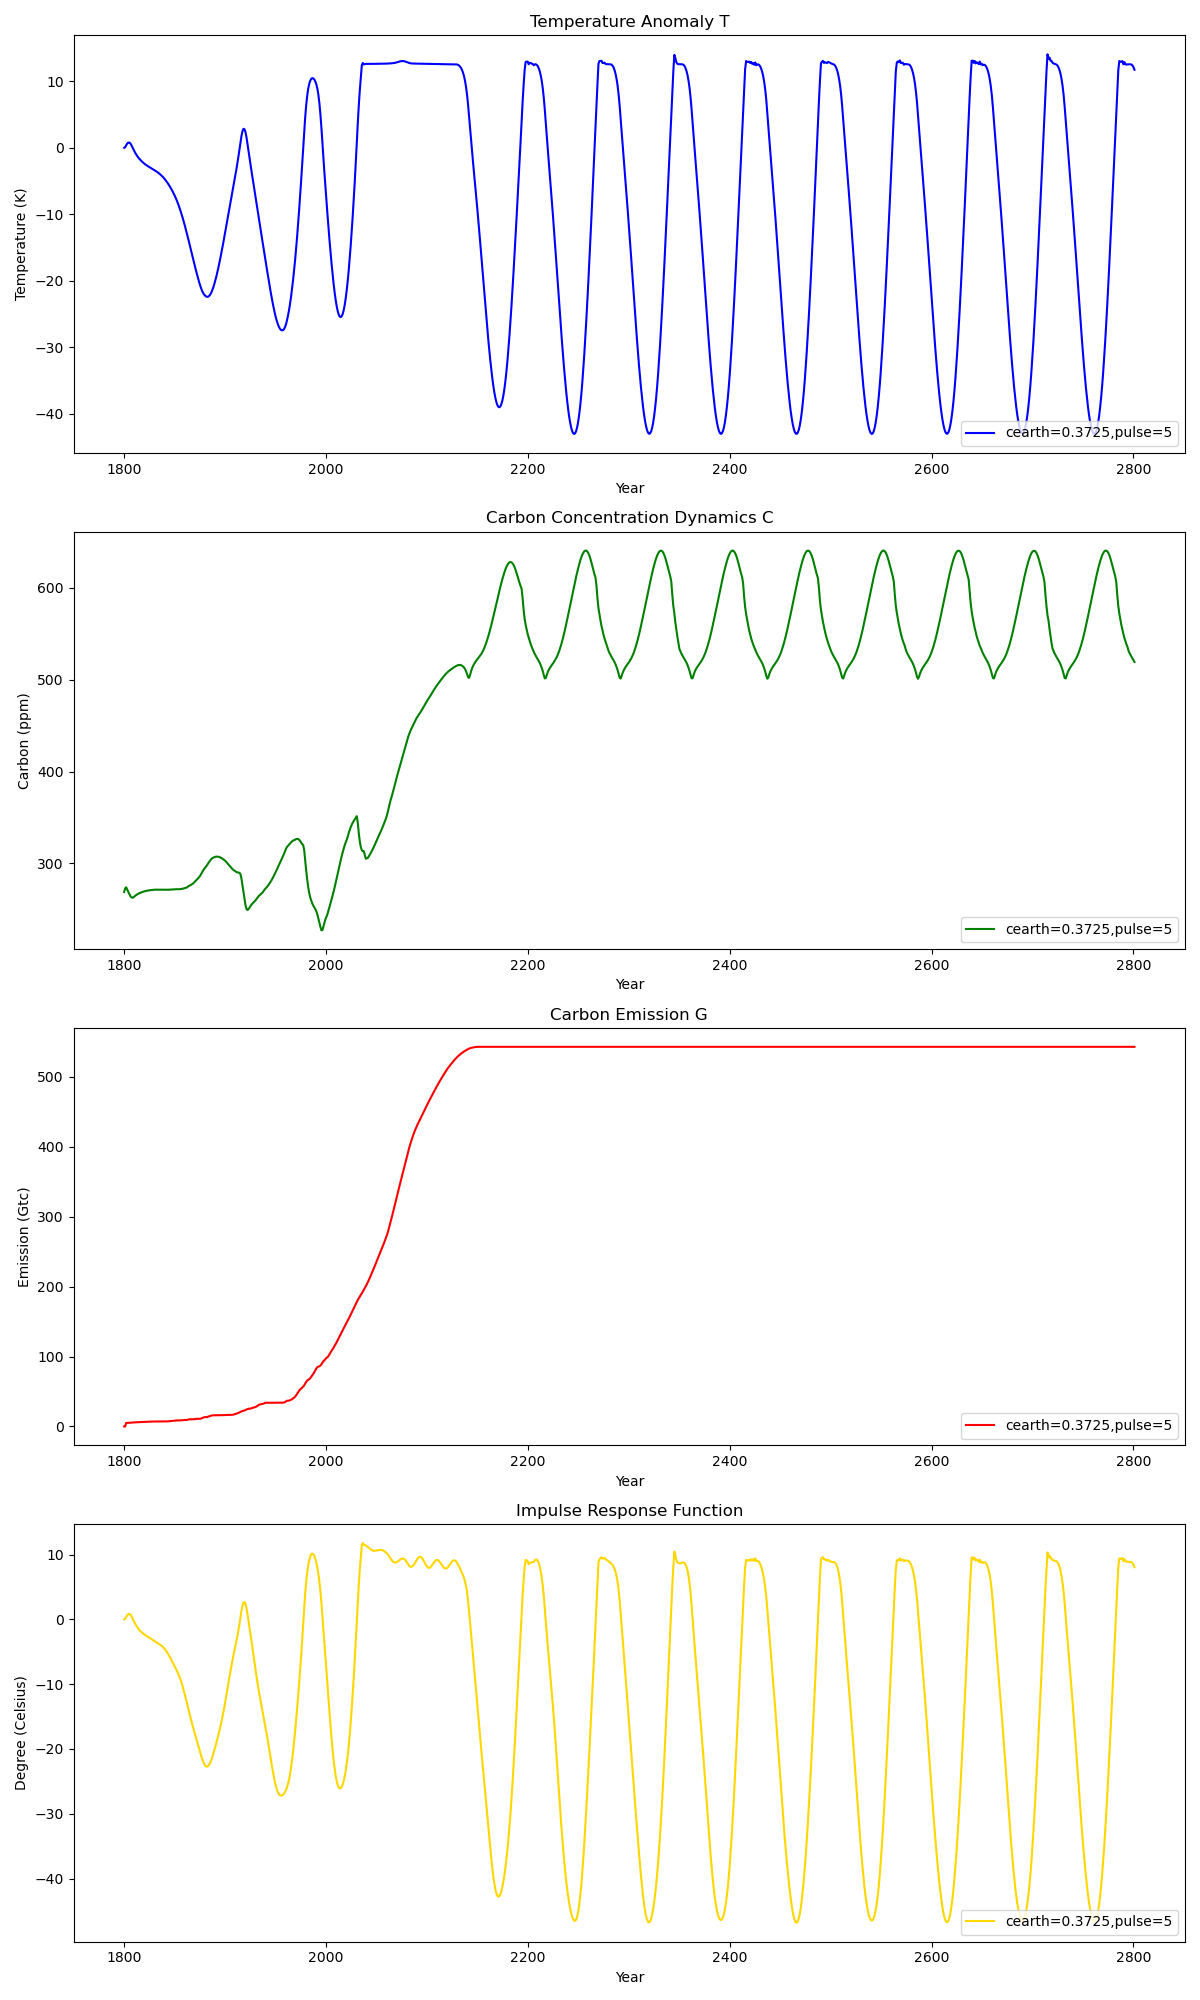 Temperature Anomaly T
10
0
−10
−20
−30
−40
Temperature (K)
cearth=0.3725,pulse=5
1800 2000 2200 2400 2600 2800
Year
Carbon Concentration Dynamics C
600
500
400
300
Carbon (ppm)
cearth=0.3725,pulse=5
1800 2000 2200 2400 2600 2800
Year
Carbon Emission G
500
400
300
200
100
0
Emission (Gtc)
cearth=0.3725,pulse=5
1800 2000 2200 2400 2600 2800
Year
Impulse Response Function
10
0
−10
−20
−30
−40
Degree (Celsius)
cearth=0.3725,pulse=5
1800 2000 2200 2400 2600 2800
Year